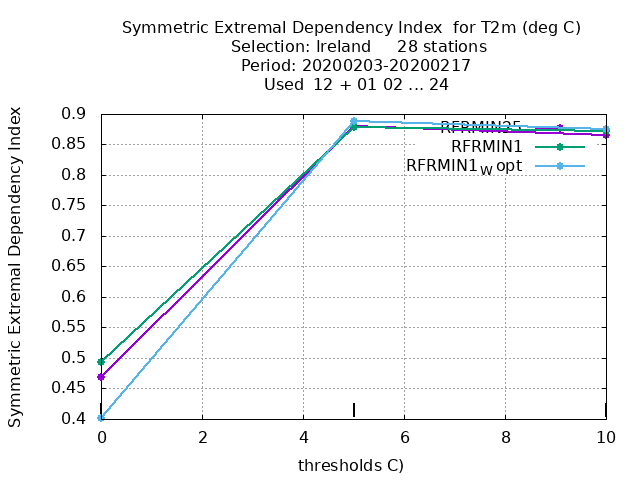 Symmetric Extremal Dependency Index for T2m (deg C)
Selection: Ireland 28 stations
Period: 20200203-20200217
Used 12 + 01 02 ... 24
Symmetric Extremal Dependency Index
0.9
0.85
0.8
0.75
0.7
0.65
0.6
0.55
0.5
0.45
0.4
RFRMIN25
RFRMIN1
RFRMIN1W opt
0 2 4 6 8 10
thresholds C)